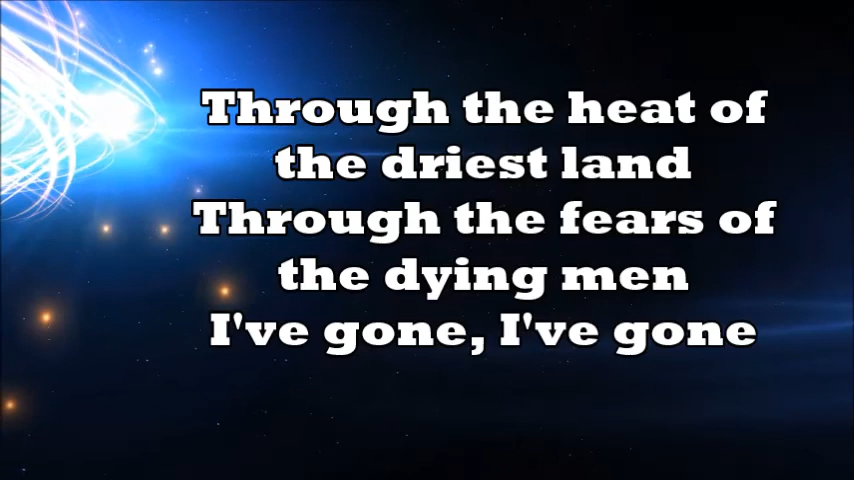 Through the heat of
the driest land
Through the fears of
the dying men
I've gone, I've gone